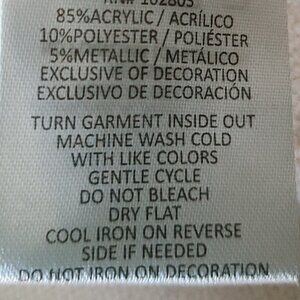 RN# 102803
85%ACRYLIC / ACRÍLICO
10%POLYESTER / POLIÉSTER
5%METALLIC / METÁLICO
EXCLUSIVE OF DECORATION
EXCLUSIVO DE DECORACIÓN
TURN GARMENT INSIDE OUT
MACHINE WASH COLD
WITH LIKE COLORS
GENTLE CYCLE
DO NOT BLEACH
DRY FLAT
COOL IRON ON REVERSE
SIDE IF NEEDED
DO NOT IRON ON DECORATION